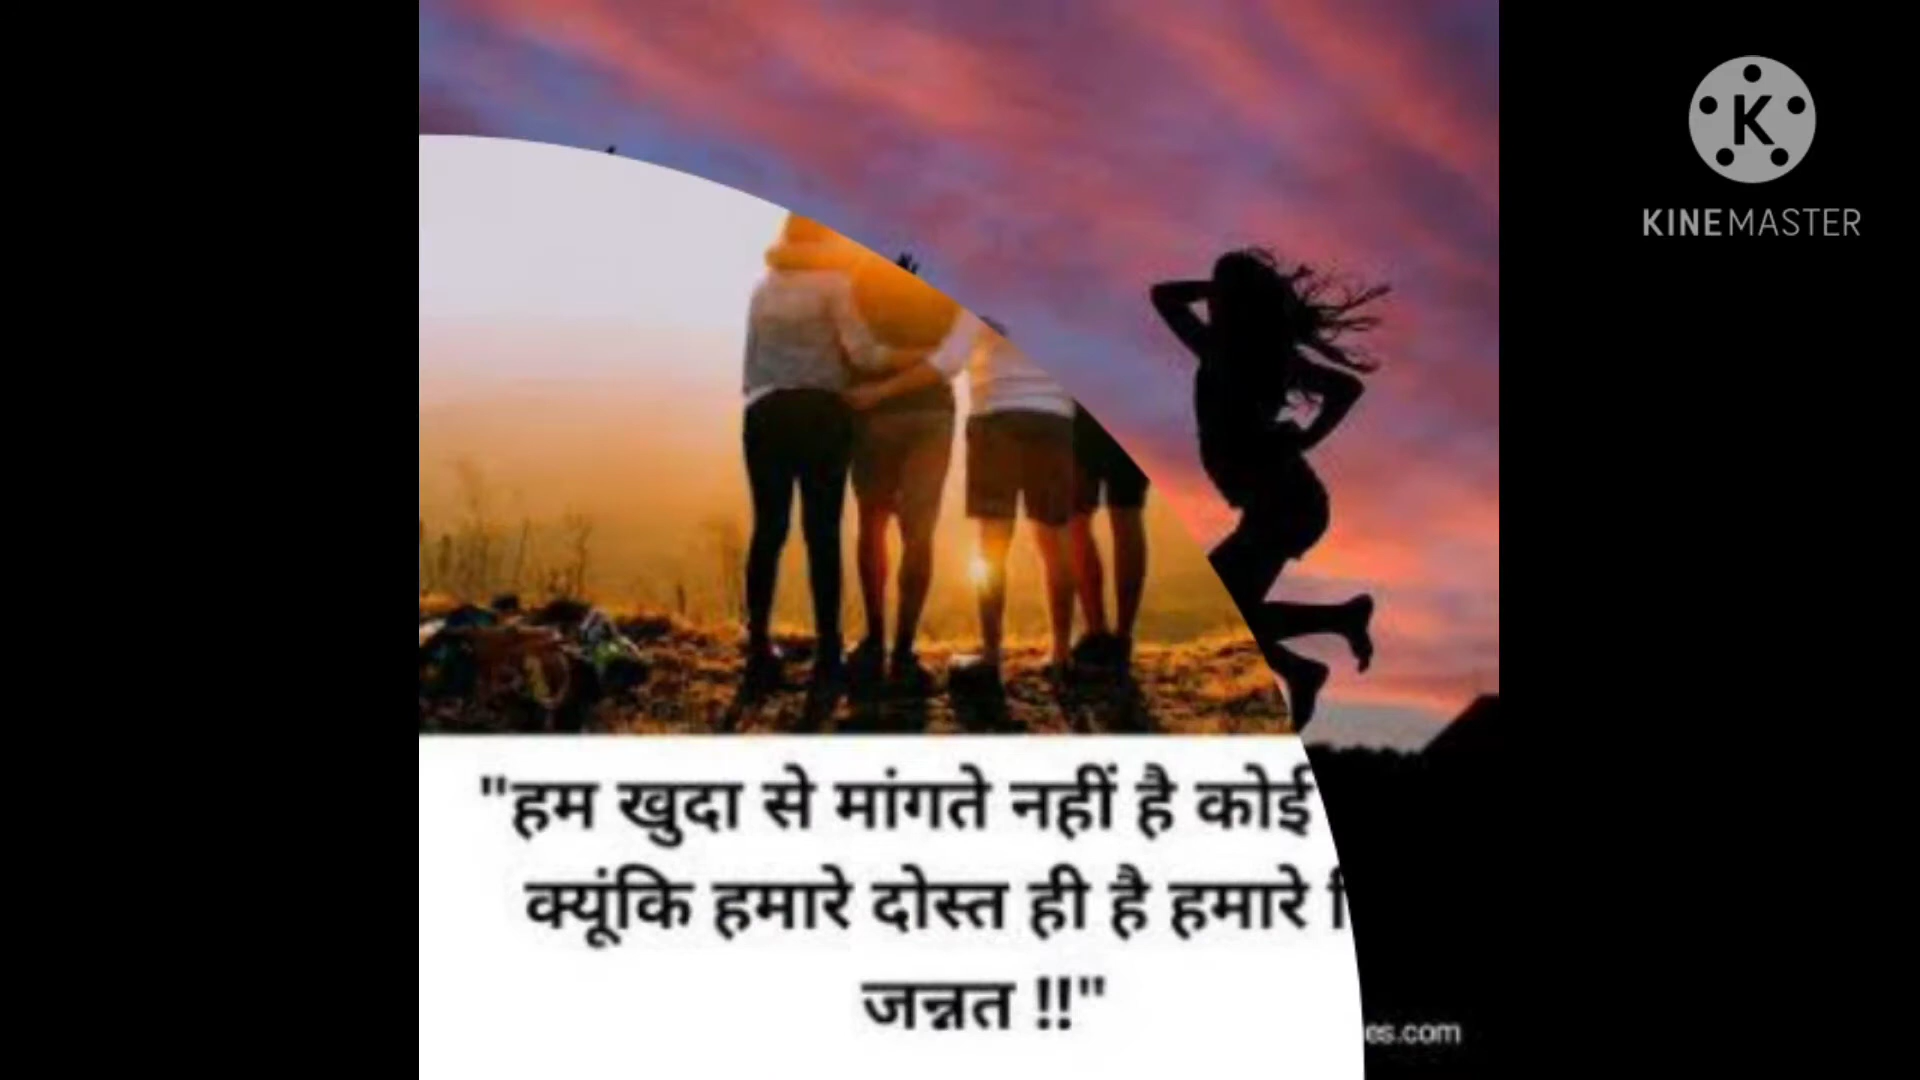 KINEMASTER
"हम खुदा से मांगते नहीं है कोई
क्यूंकि हमारे दोस्त ही है हमारे
जन्नत !!"
es.com